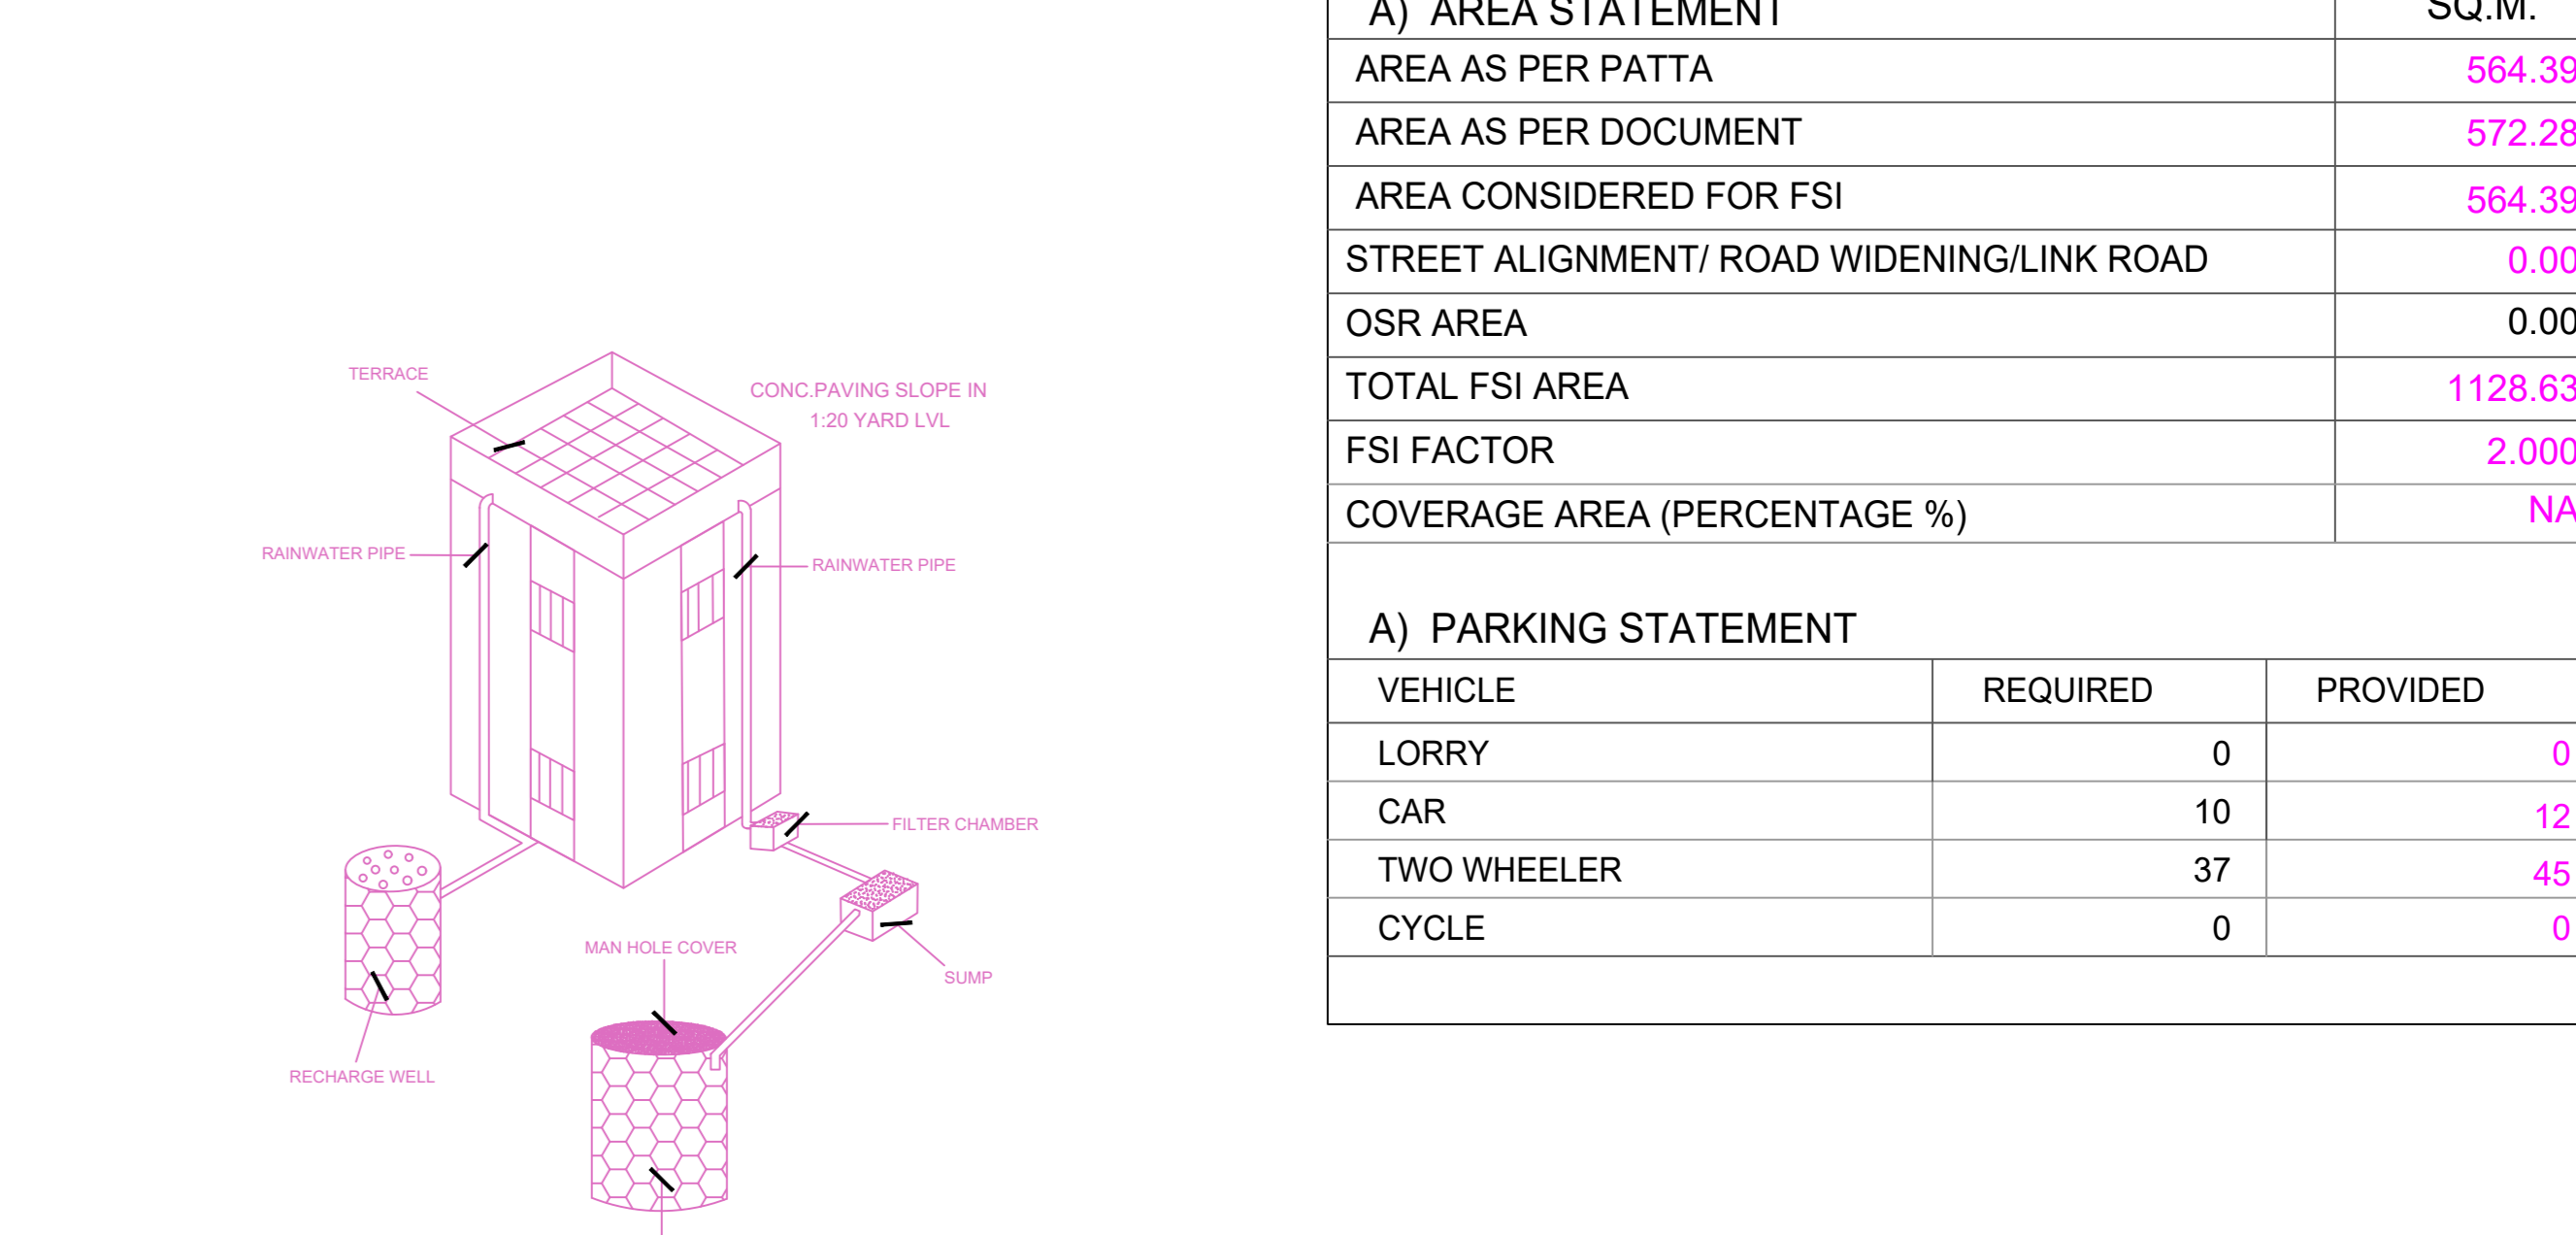 TERRACE
CONC.PAVING SLOPE IN
1:20 YARD LVL
RAINWATER PIPE
RAINWATER PIPE
FILTER CHAMBER
MAN HOLE COVER
SUMP
RECHARGE WELL
A) AREA STATEMENT SQ.M.
AREA AS PER PATTA 564.39
AREA AS PER DOCUMENT 572.28
AREA CONSIDERED FOR FSI 564.39
STREET ALIGNMENT/ ROAD WIDENING/LINK ROAD 0.00
OSR AREA 0.00
TOTAL FSI AREA 1128.63
FSI FACTOR 2.000
COVERAGE AREA (PERCENTAGE %) NA
A) PARKING STATEMENT
VEHICLE REQUIRED PROVIDED
LORRY 0 0
CAR 10 12
TWO WHEELER 37 45
CYCLE 0 0